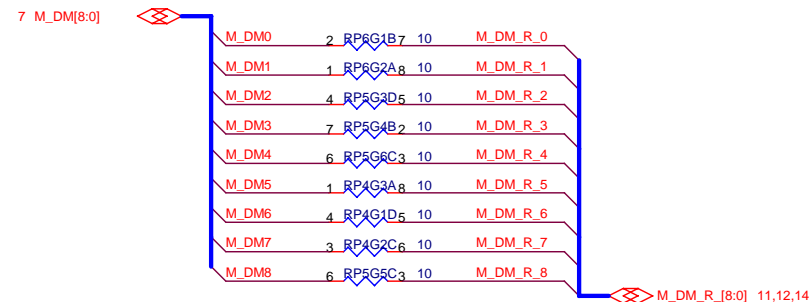 7 M_DM[8:0]
M_DM0 2 RP6G1B 7 10 M_DM_R_0
M_DM1 1 RP6G2A 8 10 M_DM_R_1
M_DM2 4 RP5G3D 5 10 M_DM_R_2
M_DM3 7 RP5G4B 2 10 M_DM_R_3
M_DM4 6 RP5G6C 3 10 M_DM_R_4
M_DM5 1 RP4G3A 8 10 M_DM_R_5
M_DM6 4 RP4G1D 5 10 M_DM_R_6
M_DM7 3 RP4G2C 6 10 M_DM_R_7
M_DM8 6 RP5G5C 3 10 M_DM_R_8
M_DM_R_[8:0] 11,12,14